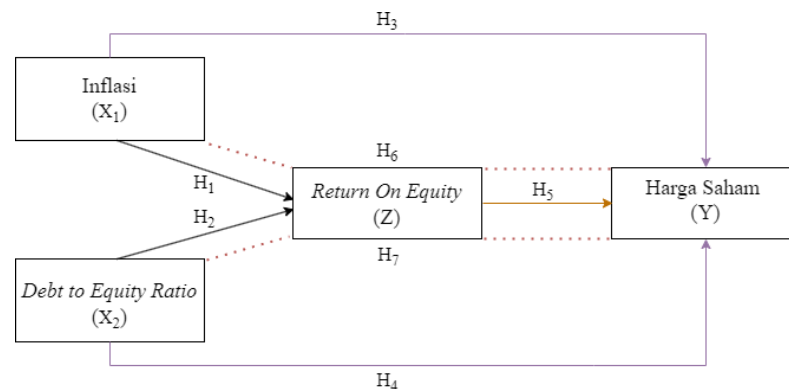 H₃
Inflasi
(X₁)
H₆
H₁
Return On Equity
(Z)
H₅
Harga Saham
(Y)
H₂
H₇
Debt to Equity Ratio
(X₂)
H₄